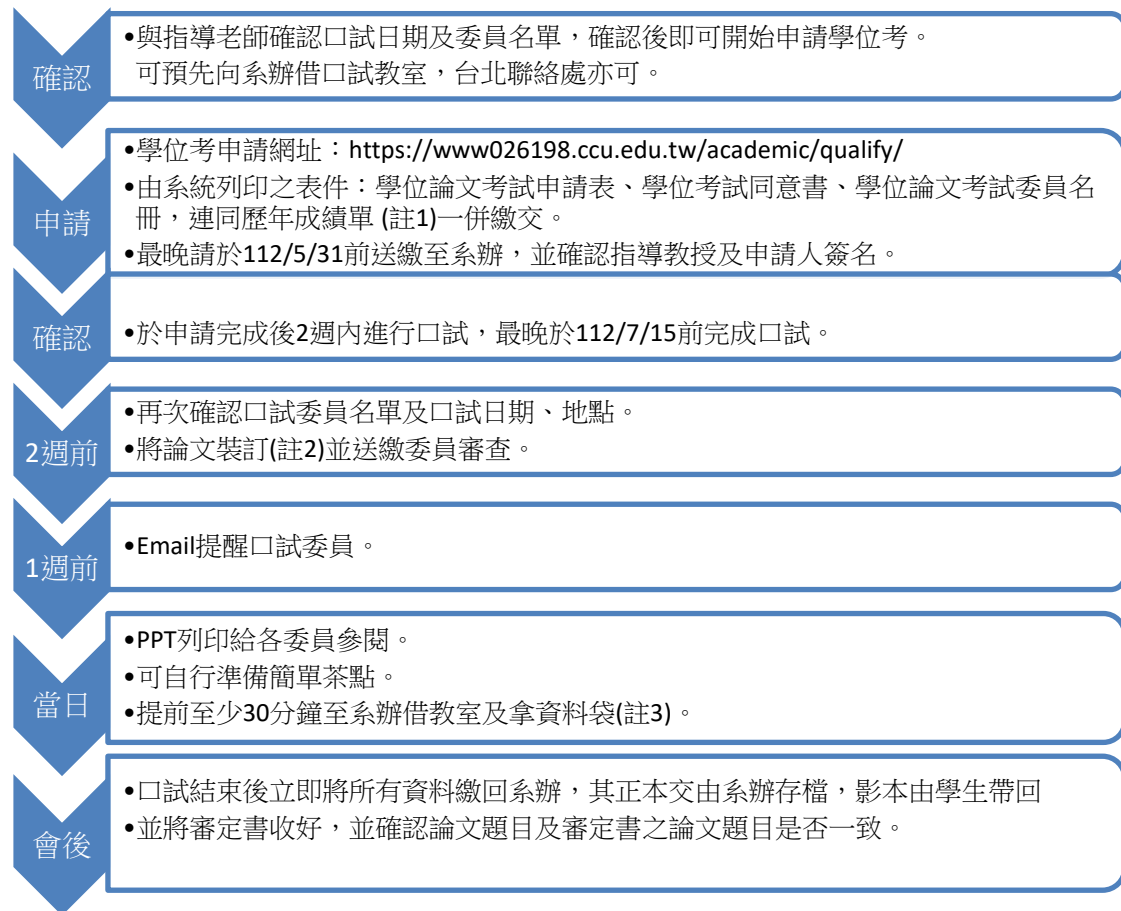 確認
•與指導老師確認口試日期及委員名單，確認後即可開始申請學位考。
可預先向系辦借口試教室，台北聯絡處亦可。
申請
•學位考申請網址：https://www026198.ccu.edu.tw/academic/qualify/
•由系統列印之表件：學位論文考試申請表、學位考試同意書、學位論文考試委員名
冊，連同歷年成績單 (註1)一併繳交。
•最晚請於112/5/31前送繳至系辦，並確認指導教授及申請人簽名。
確認
•於申請完成後2週內進行口試，最晚於112/7/15前完成口試。
2週前
•再次確認口試委員名單及口試日期、地點。
•將論文裝訂(註2)並送繳委員審查。
1週前
•Email提醒口試委員。
當日
•PPT列印給各委員參閱。
•可自行準備簡單茶點。
•提前至少30分鐘至系辦借教室及拿資料袋(註3)。
會後
•口試結束後立即將所有資料繳回系辦，其正本交由系辦存檔，影本由學生帶回
•並將審定書收好，並確認論文題目及審定書之論文題目是否一致。